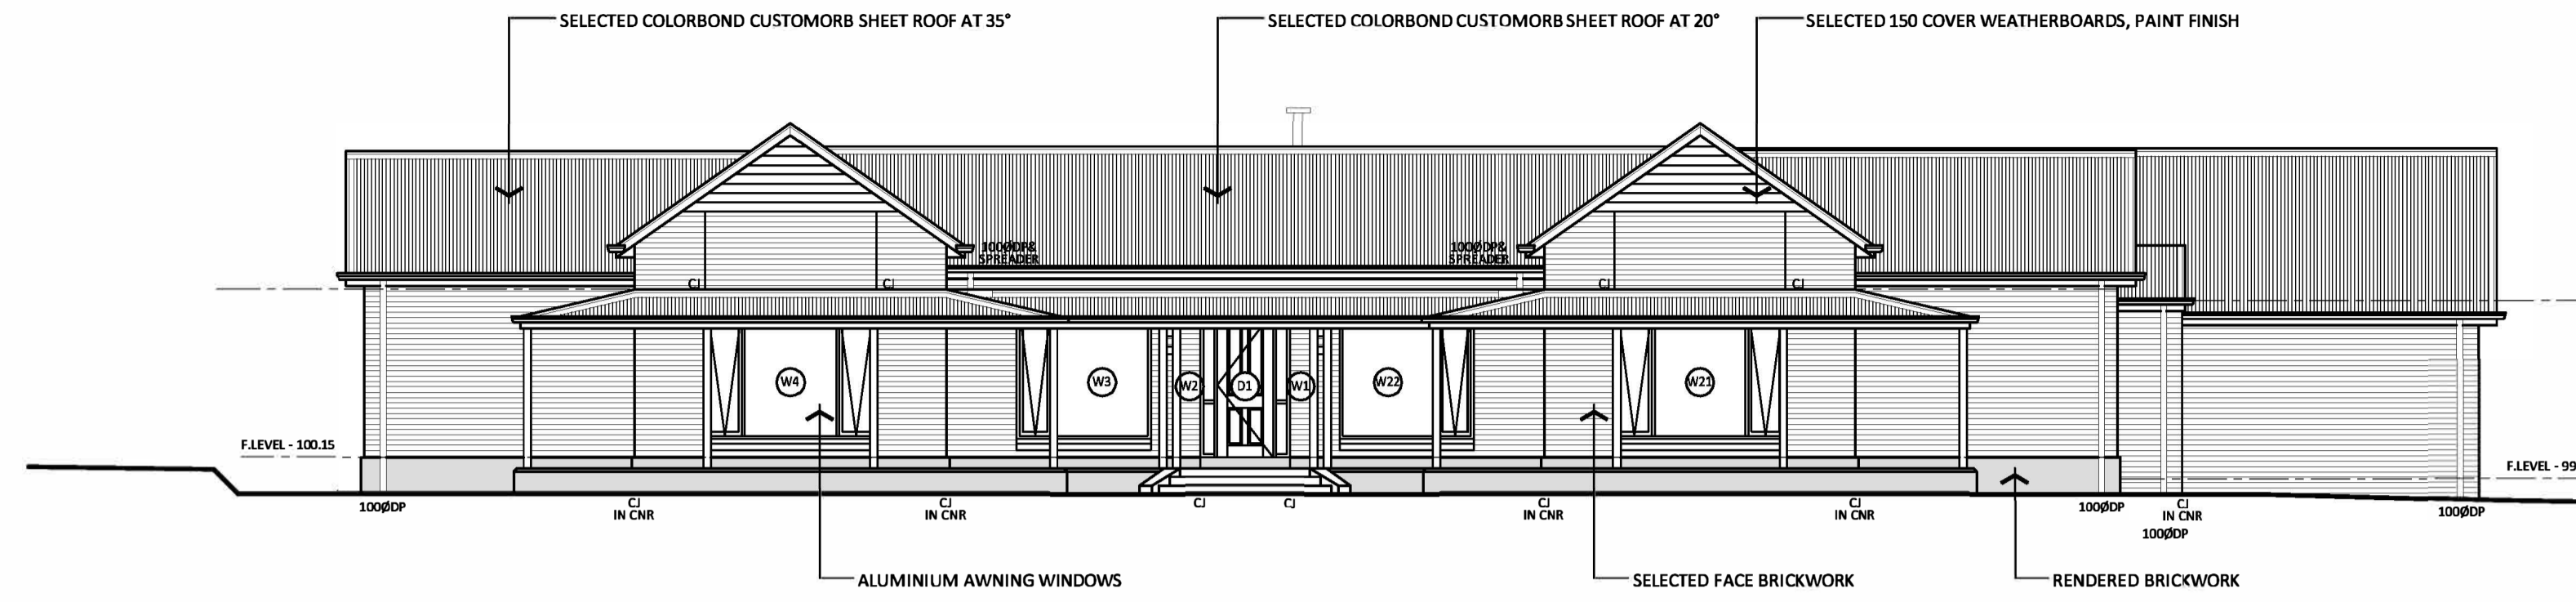 SELECTED COLORBOND CUSTOMORB SHEET ROOF AT 35°
SELECTED COLORBOND CUSTOMORB SHEET ROOF AT 20°
SELECTED 150 COVER WEATHERBOARDS, PAINT FINISH
100ØDP&
SPREADER
100ØDP&
SPREADER
CJ
CJ
CJ
CJ
W4
W3
W2
D1
W1
W22
W21
F.LEVEL - 100.15
F.LEVEL - 99
100ØDP
CJ
IN CNR
CJ
IN CNR
CJ
CJ
CJ
IN CNR
CJ
IN CNR
100ØDP
CJ
IN CNR
100ØDP
100ØDP
ALUMINIUM AWNING WINDOWS
SELECTED FACE BRICKWORK
RENDERED BRICKWORK